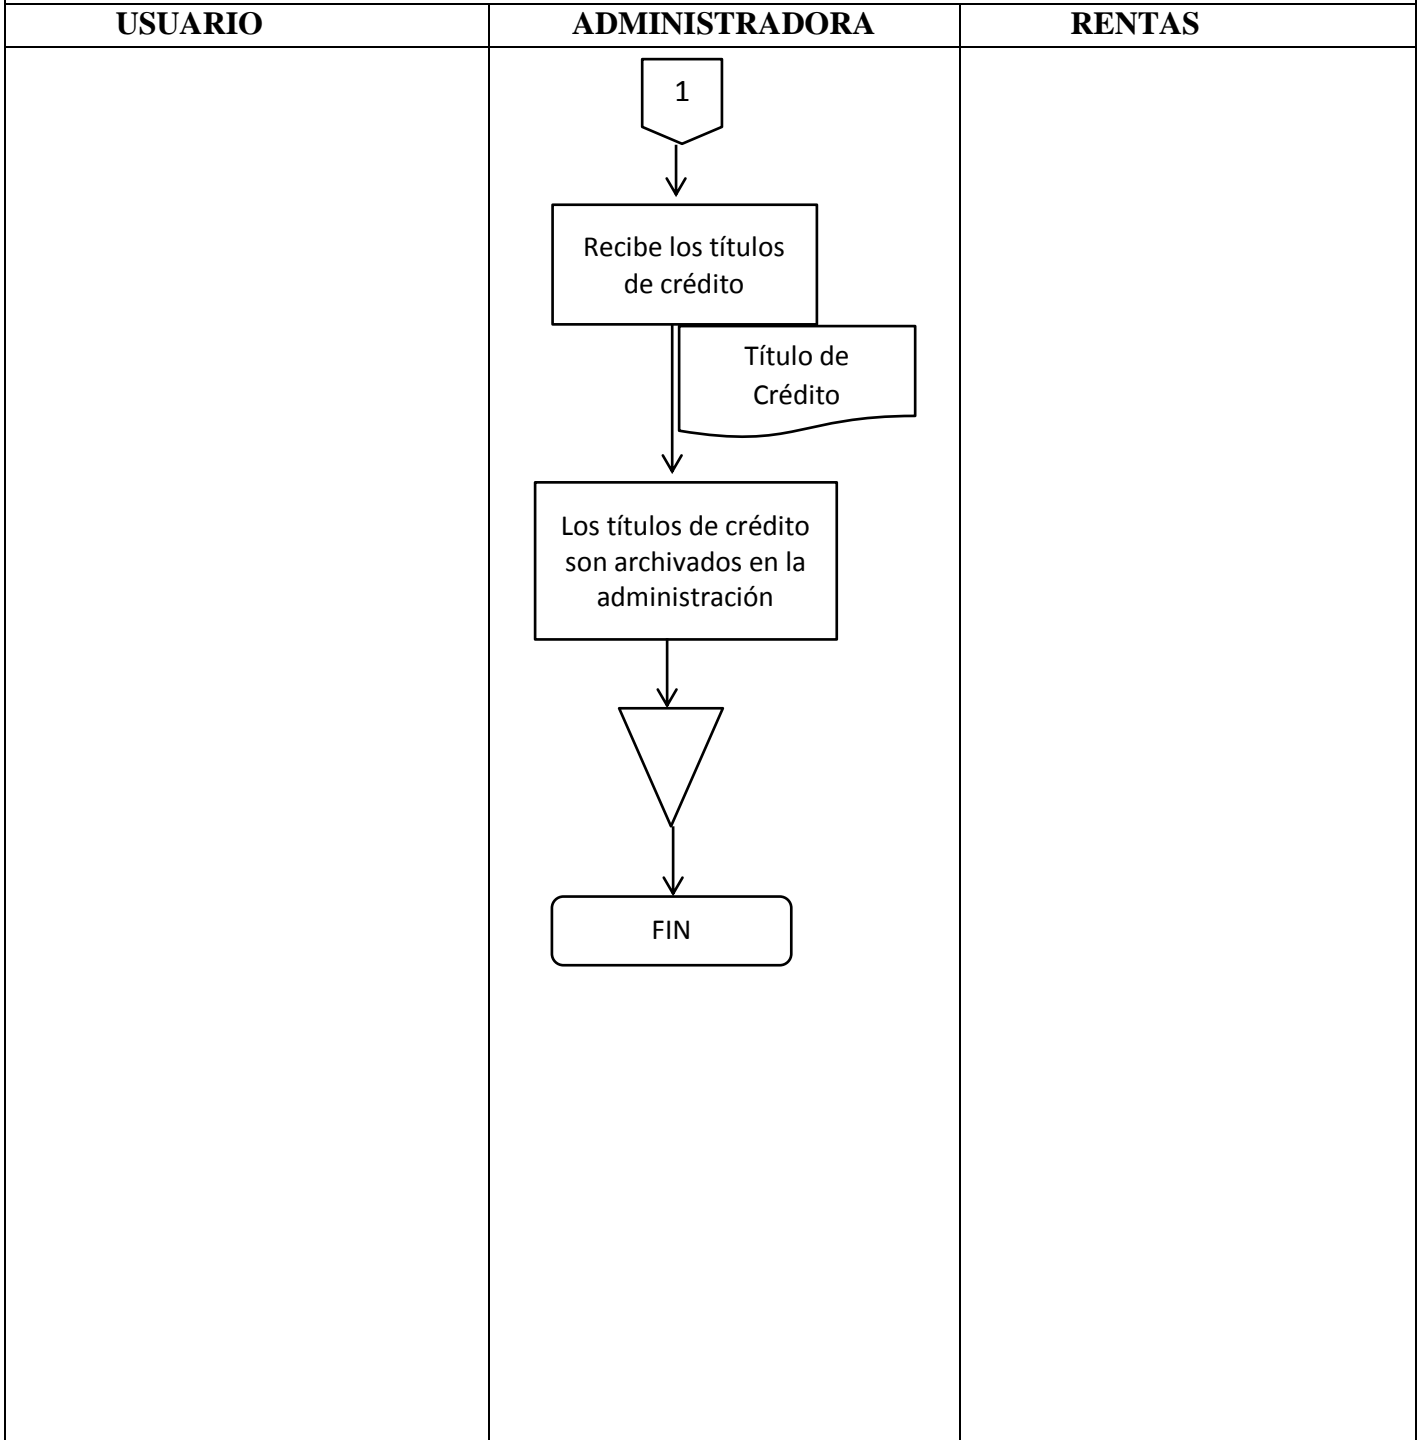 USUARIO
ADMINISTRADORA
RENTAS
1
Recibe los títulos
de crédito
Título de
Crédito
Los títulos de crédito
son archivados en la
administración
FIN